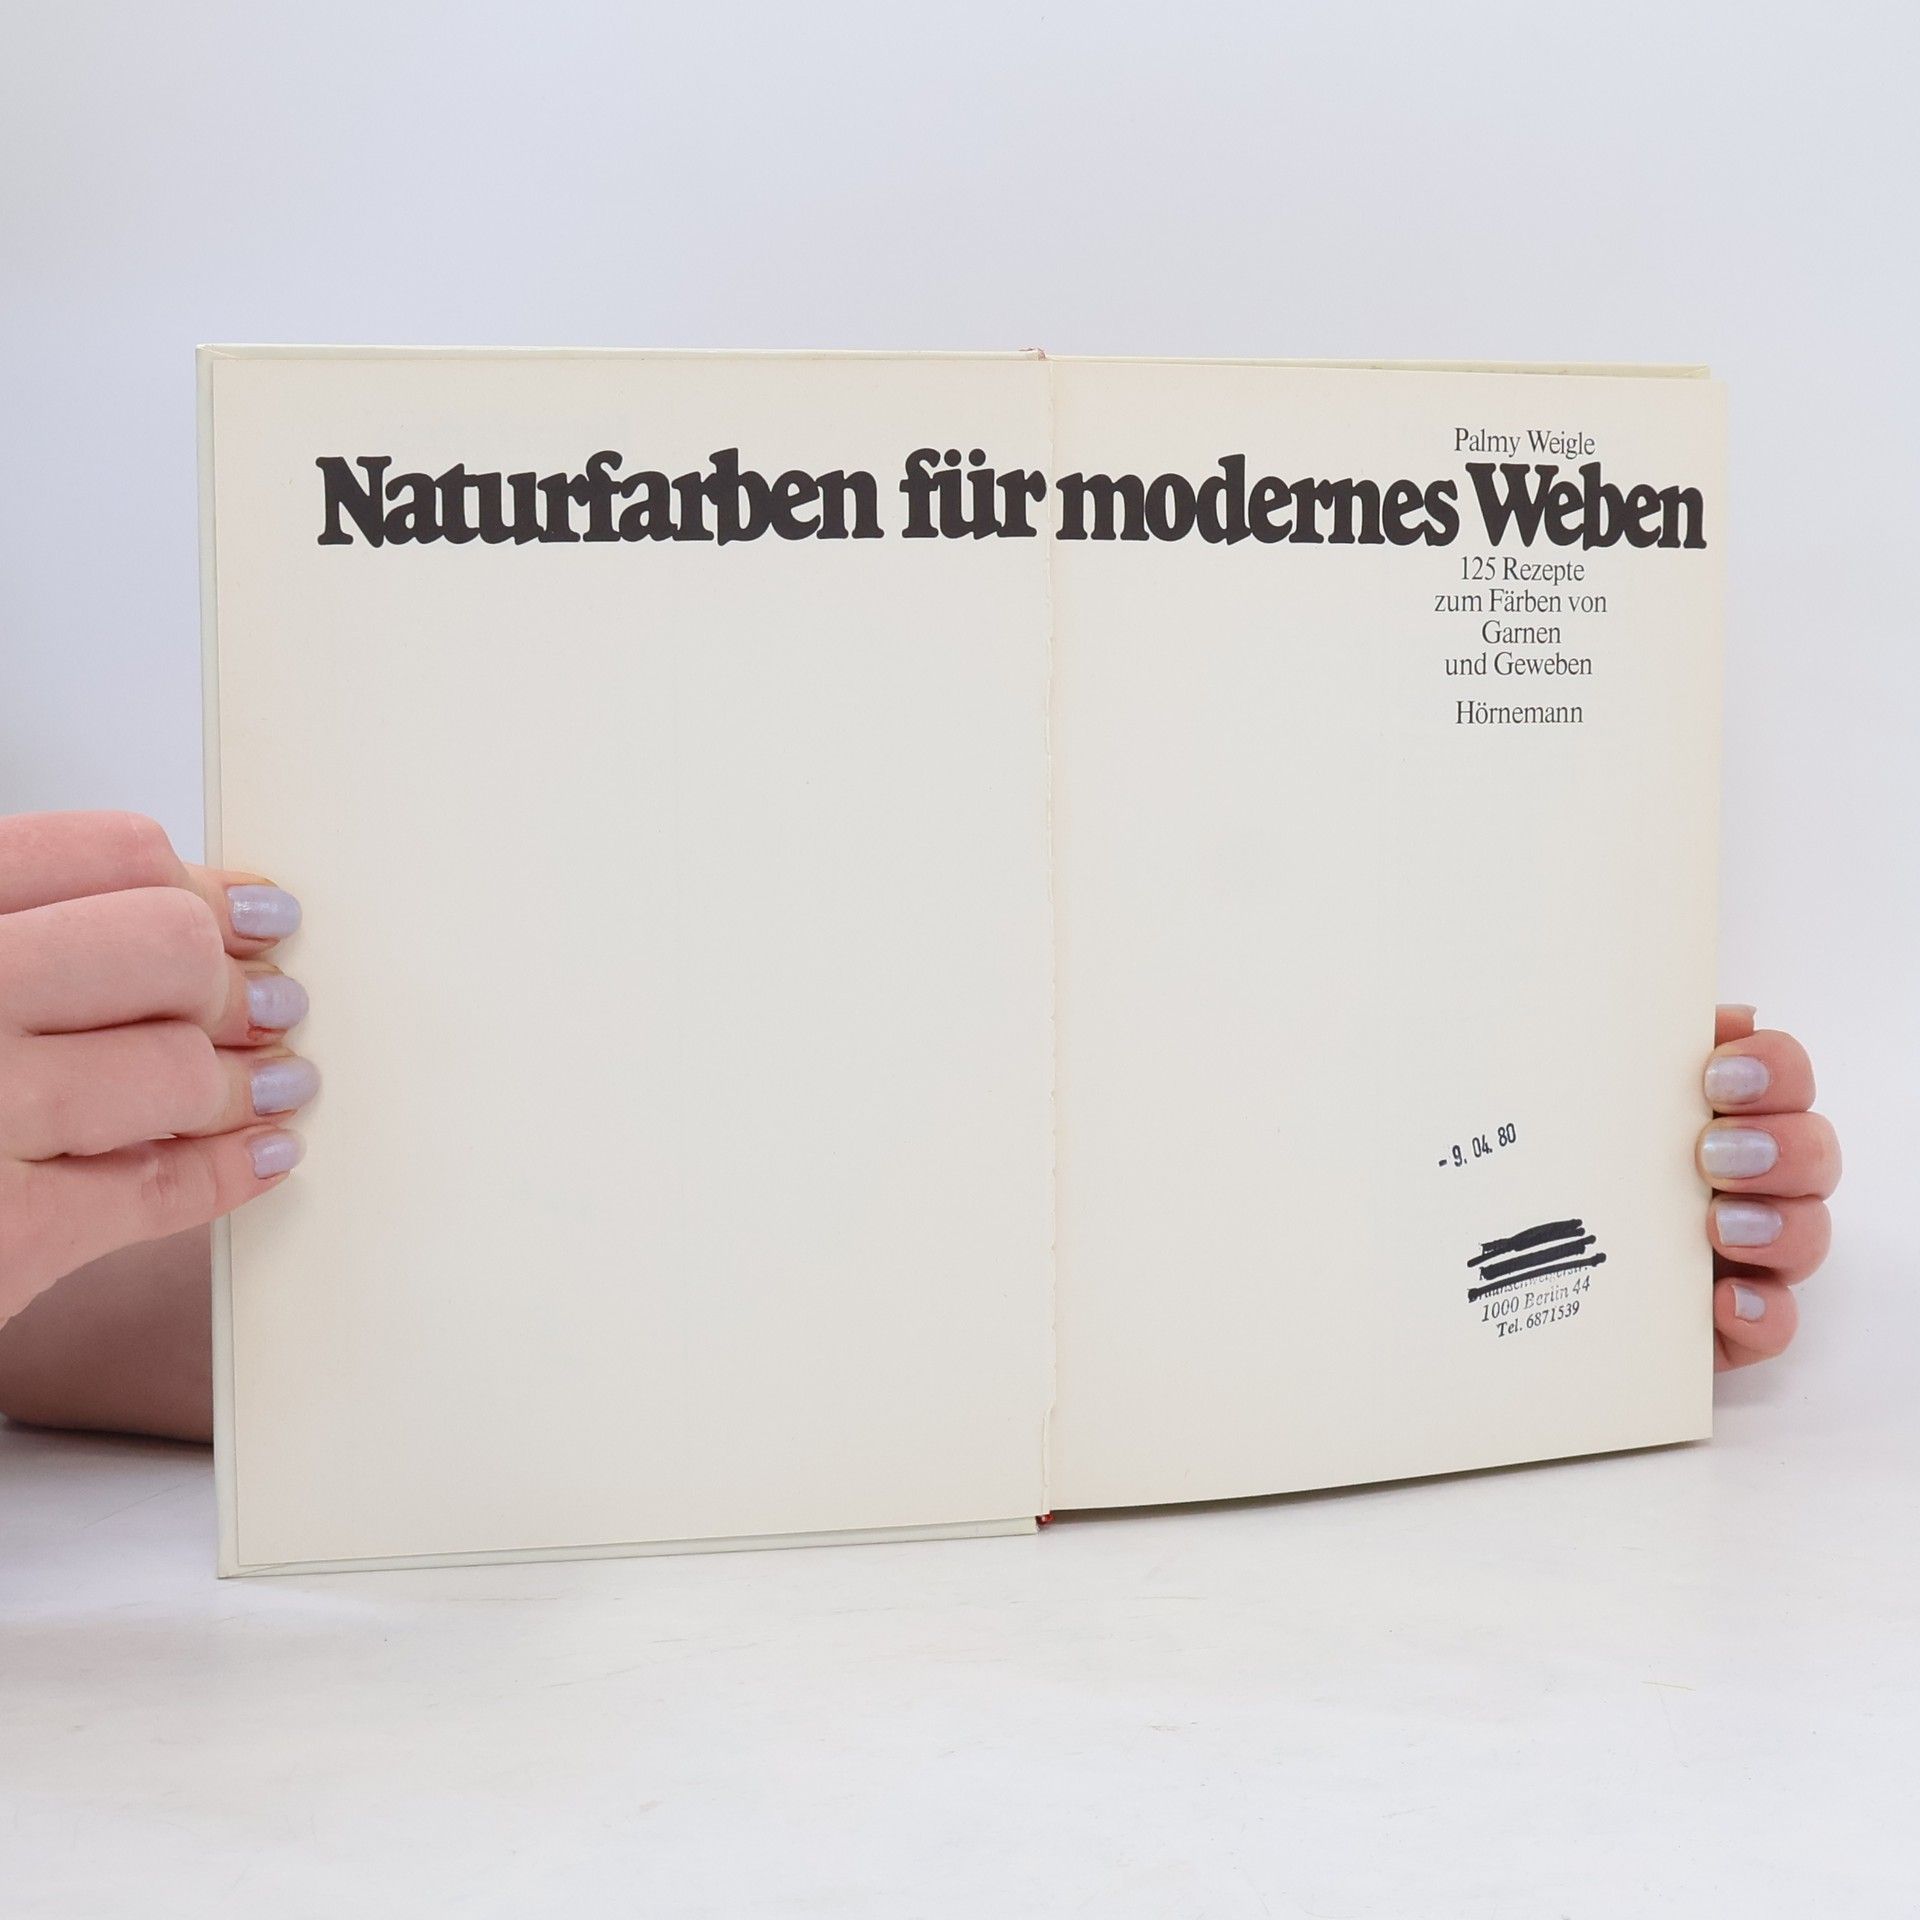 Palmy Weigle
Naturfarben für modernes Weben
125 Rezepte
zum Färben von
Garnen
und Geweben
Hörnemann
- 9. 04. 80
1000 Berlin 44
Tel. 6871539